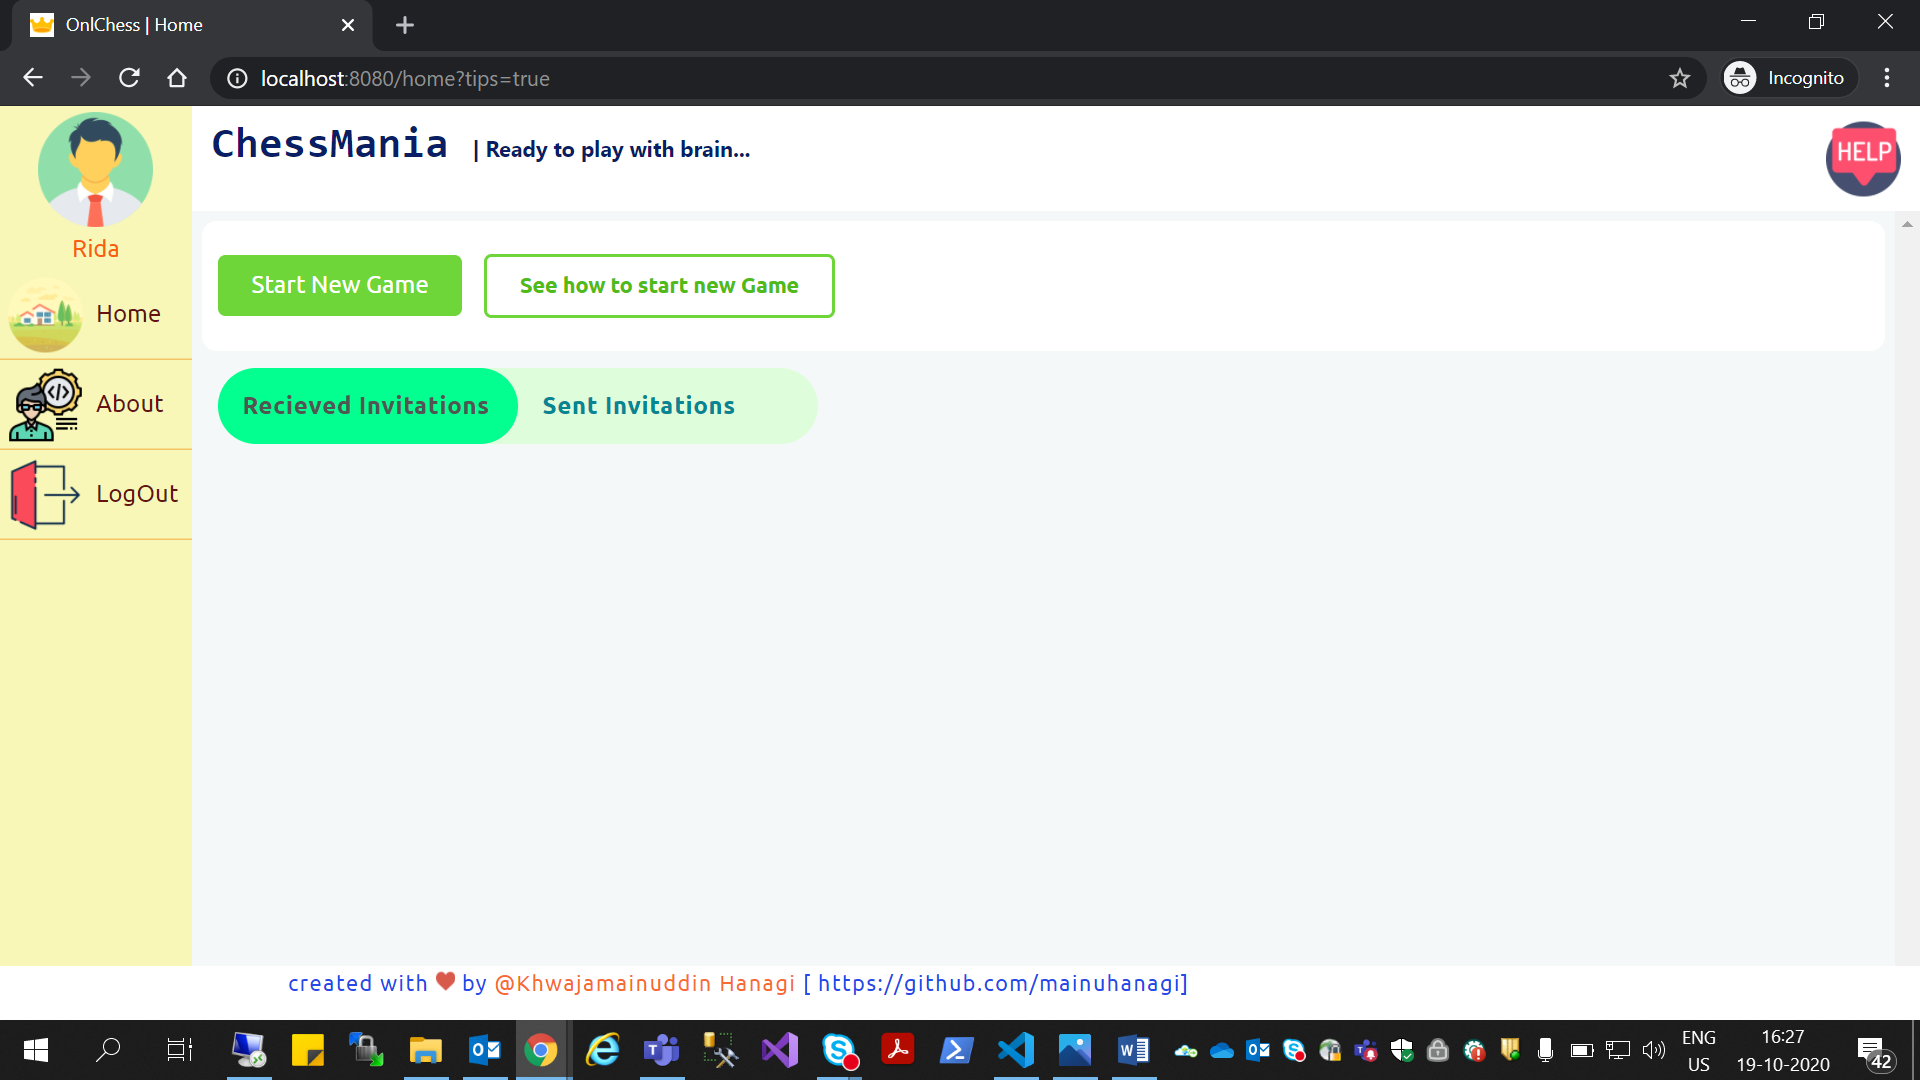 OnlChess | Home
localhost:8080/home?tips=true
Incognito
ChessMania | Ready to play with brain...
HELP
Rida
Start New Game
See how to start new Game
Home
Recieved Invitations
Sent Invitations
About
LogOut
created with ❤ by @Khwajamainuddin Hanagi [ https://github.com/mainuhanagi]
ENG
US
16:27
19-10-2020
42